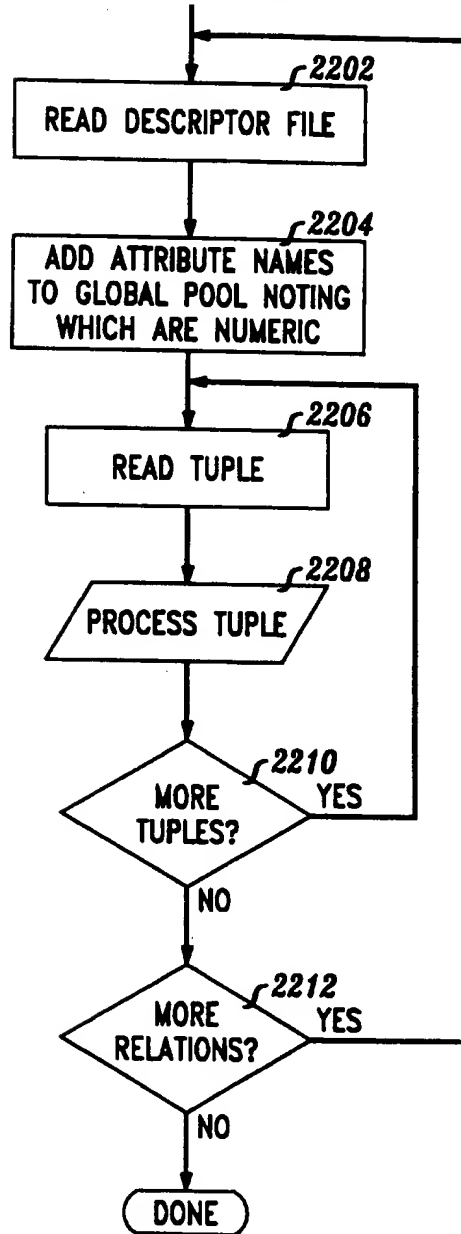 2202
READ DESCRIPTOR FILE
2204
ADD ATTRIBUTE NAMES
TO GLOBAL POOL NOTING
WHICH ARE NUMERIC
2206
READ TUPLE
2208
PROCESS TUPLE
2210
MORE
TUPLES?
YES
NO
2212
MORE
RELATIONS?
YES
NO
DONE